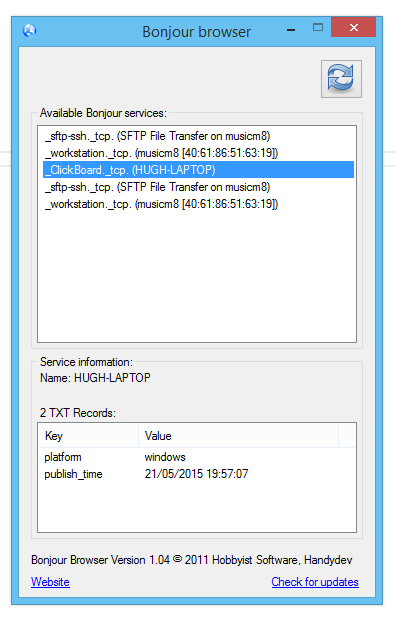 Bonjour browser
Available Bonjour services:
_sftp-ssh._tcp. (SFTP File Transfer on musicm8)
_workstation._tcp. (musicm8 [40:61:86:51:63:19])
_ClickBoard._tcp. (HUGH-LAPTOP)
_sftp-ssh._tcp. (SFTP File Transfer on musicm8)
_workstation._tcp. (musicm8 [40:61:86:51:63:19])
Service information:
Name: HUGH-LAPTOP
2 TXT Records:
Key Value
platform windows
publish_time 21/05/2015 19:57:07
Bonjour Browser Version 1.04 © 2011 Hobbyist Software, Handydev
Website Check for updates